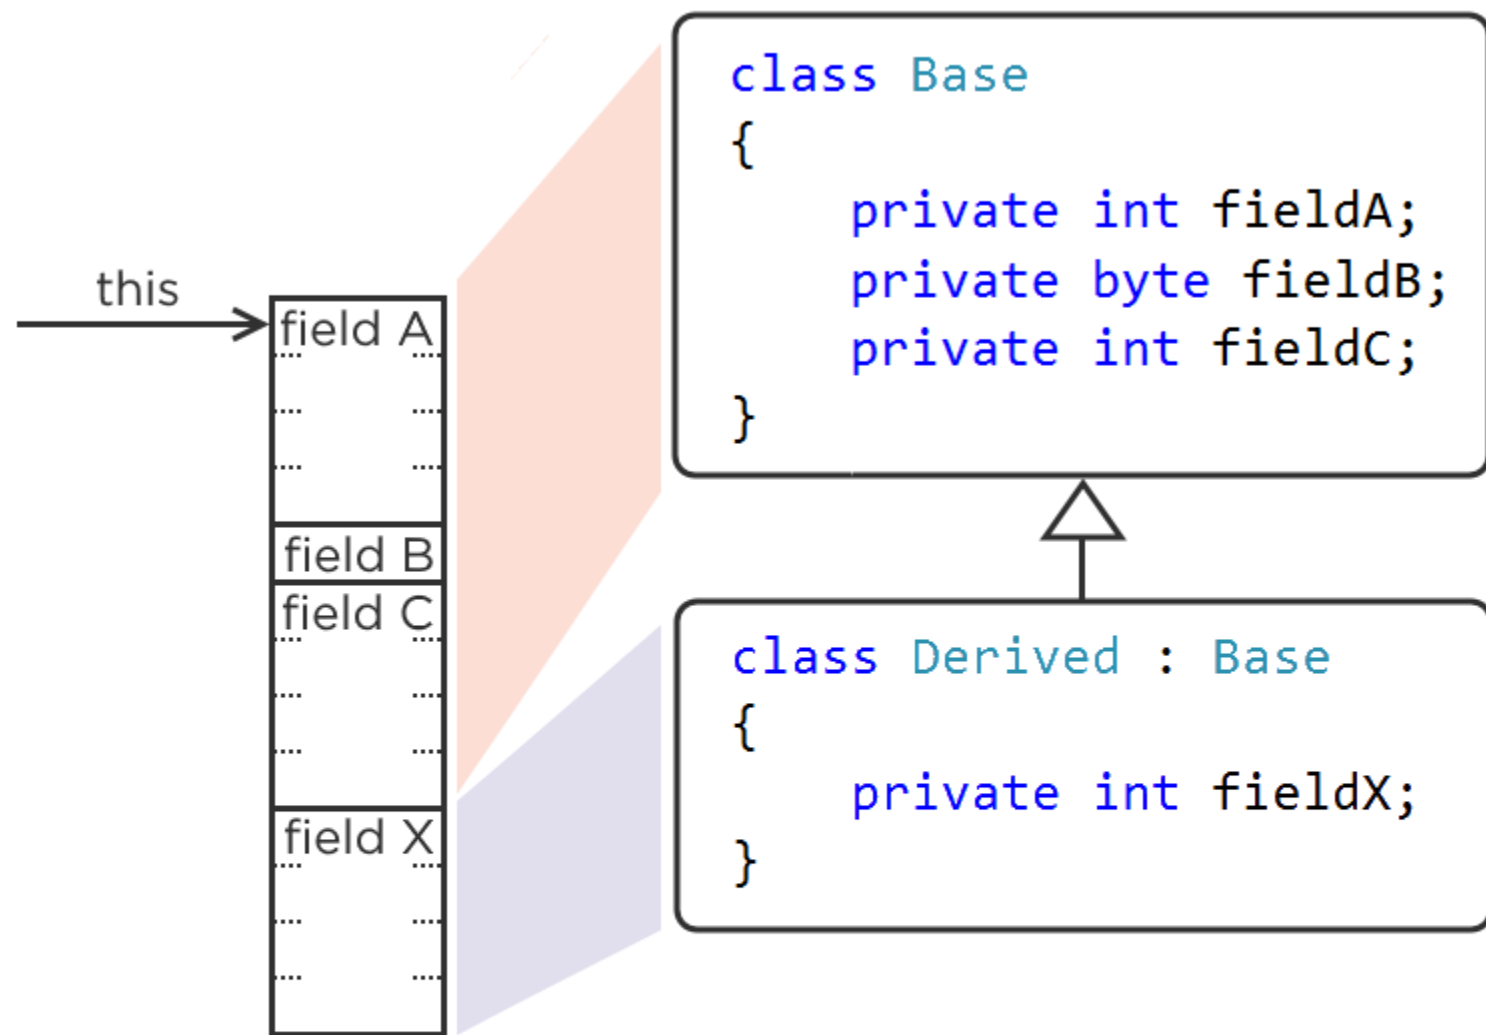 this
field A
field B
field C
field X
class Base
{
    private int fieldA;
    private byte fieldB;
    private int fieldC;
}
class Derived : Base
{
    private int fieldX;
}